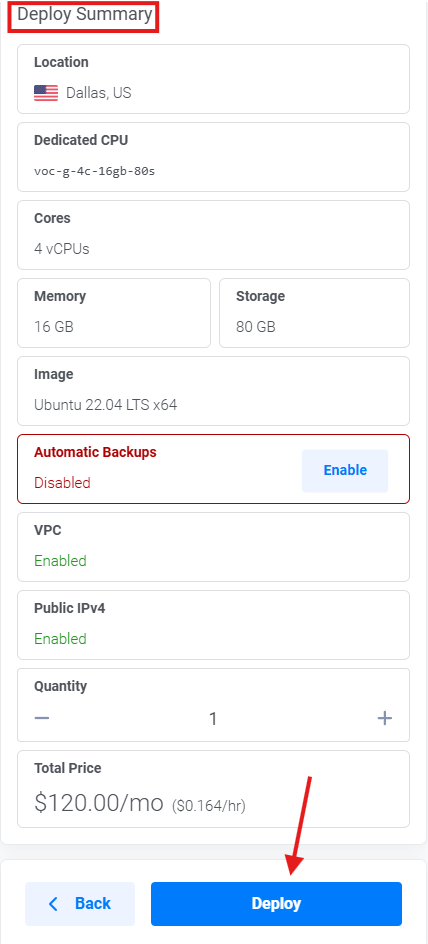 Deploy Summary
Location
Dallas, US
Dedicated CPU
voc-g-4c-16gb-80s
Cores
4 vCPUs
Memory
16 GB
Storage
80 GB
Image
Ubuntu 22.04 LTS x64
Automatic Backups
Disabled
Enable
VPC
Enabled
Public IPv4
Enabled
Quantity
1
Total Price
$120.00/mo ($0.164/hr)
Back
Deploy